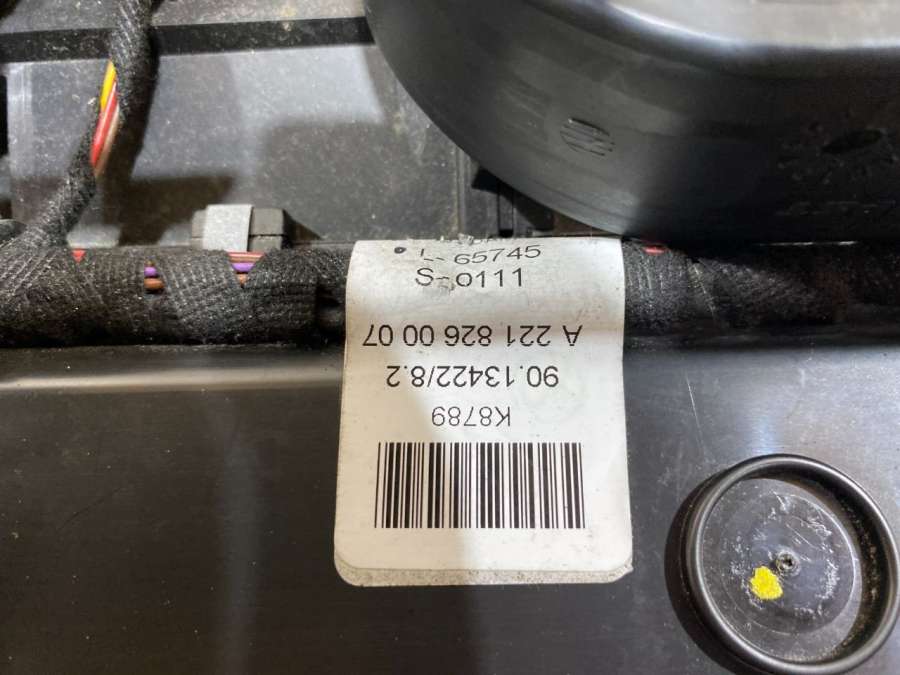 L- 65745
S-0111
A 221 826 00 07
90.13422/8.2
K8789